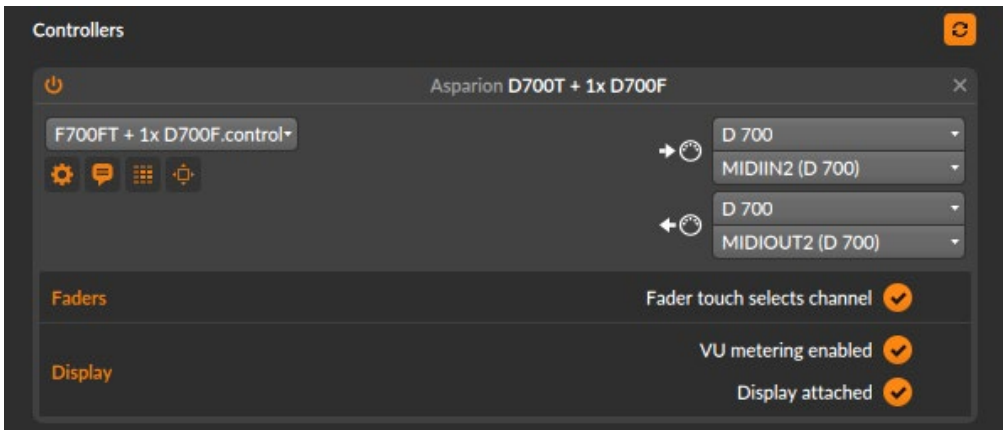 Controllers
Asparion D700T + 1x D700F
F700FT + 1x D700F.control
D 700
MIDIIN2 (D 700)
D 700
MIDIOUT2 (D 700)
Faders
Fader touch selects channel
Display
VU metering enabled
Display attached